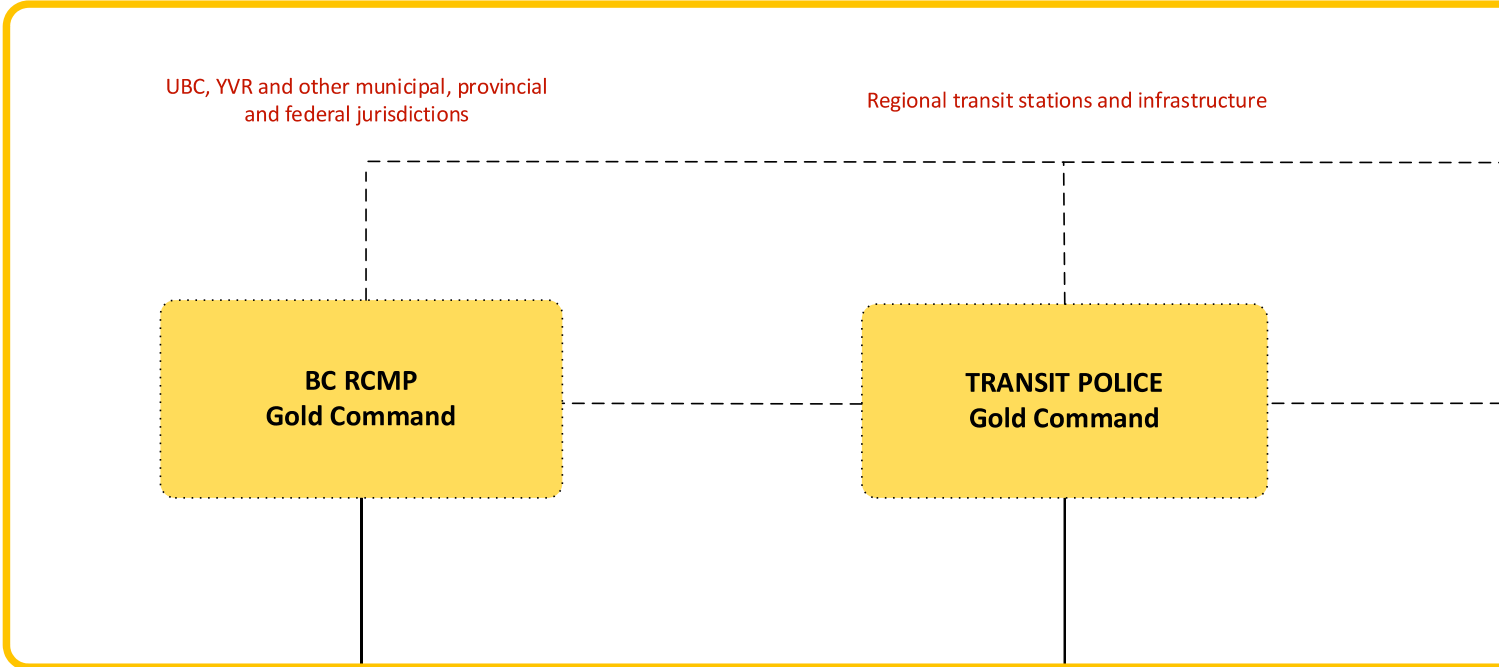 UBC, YVR and other municipal, provincial
and federal jurisdictions
Regional transit stations and infrastructure
BC RCMP
Gold Command
TRANSIT POLICE
Gold Command